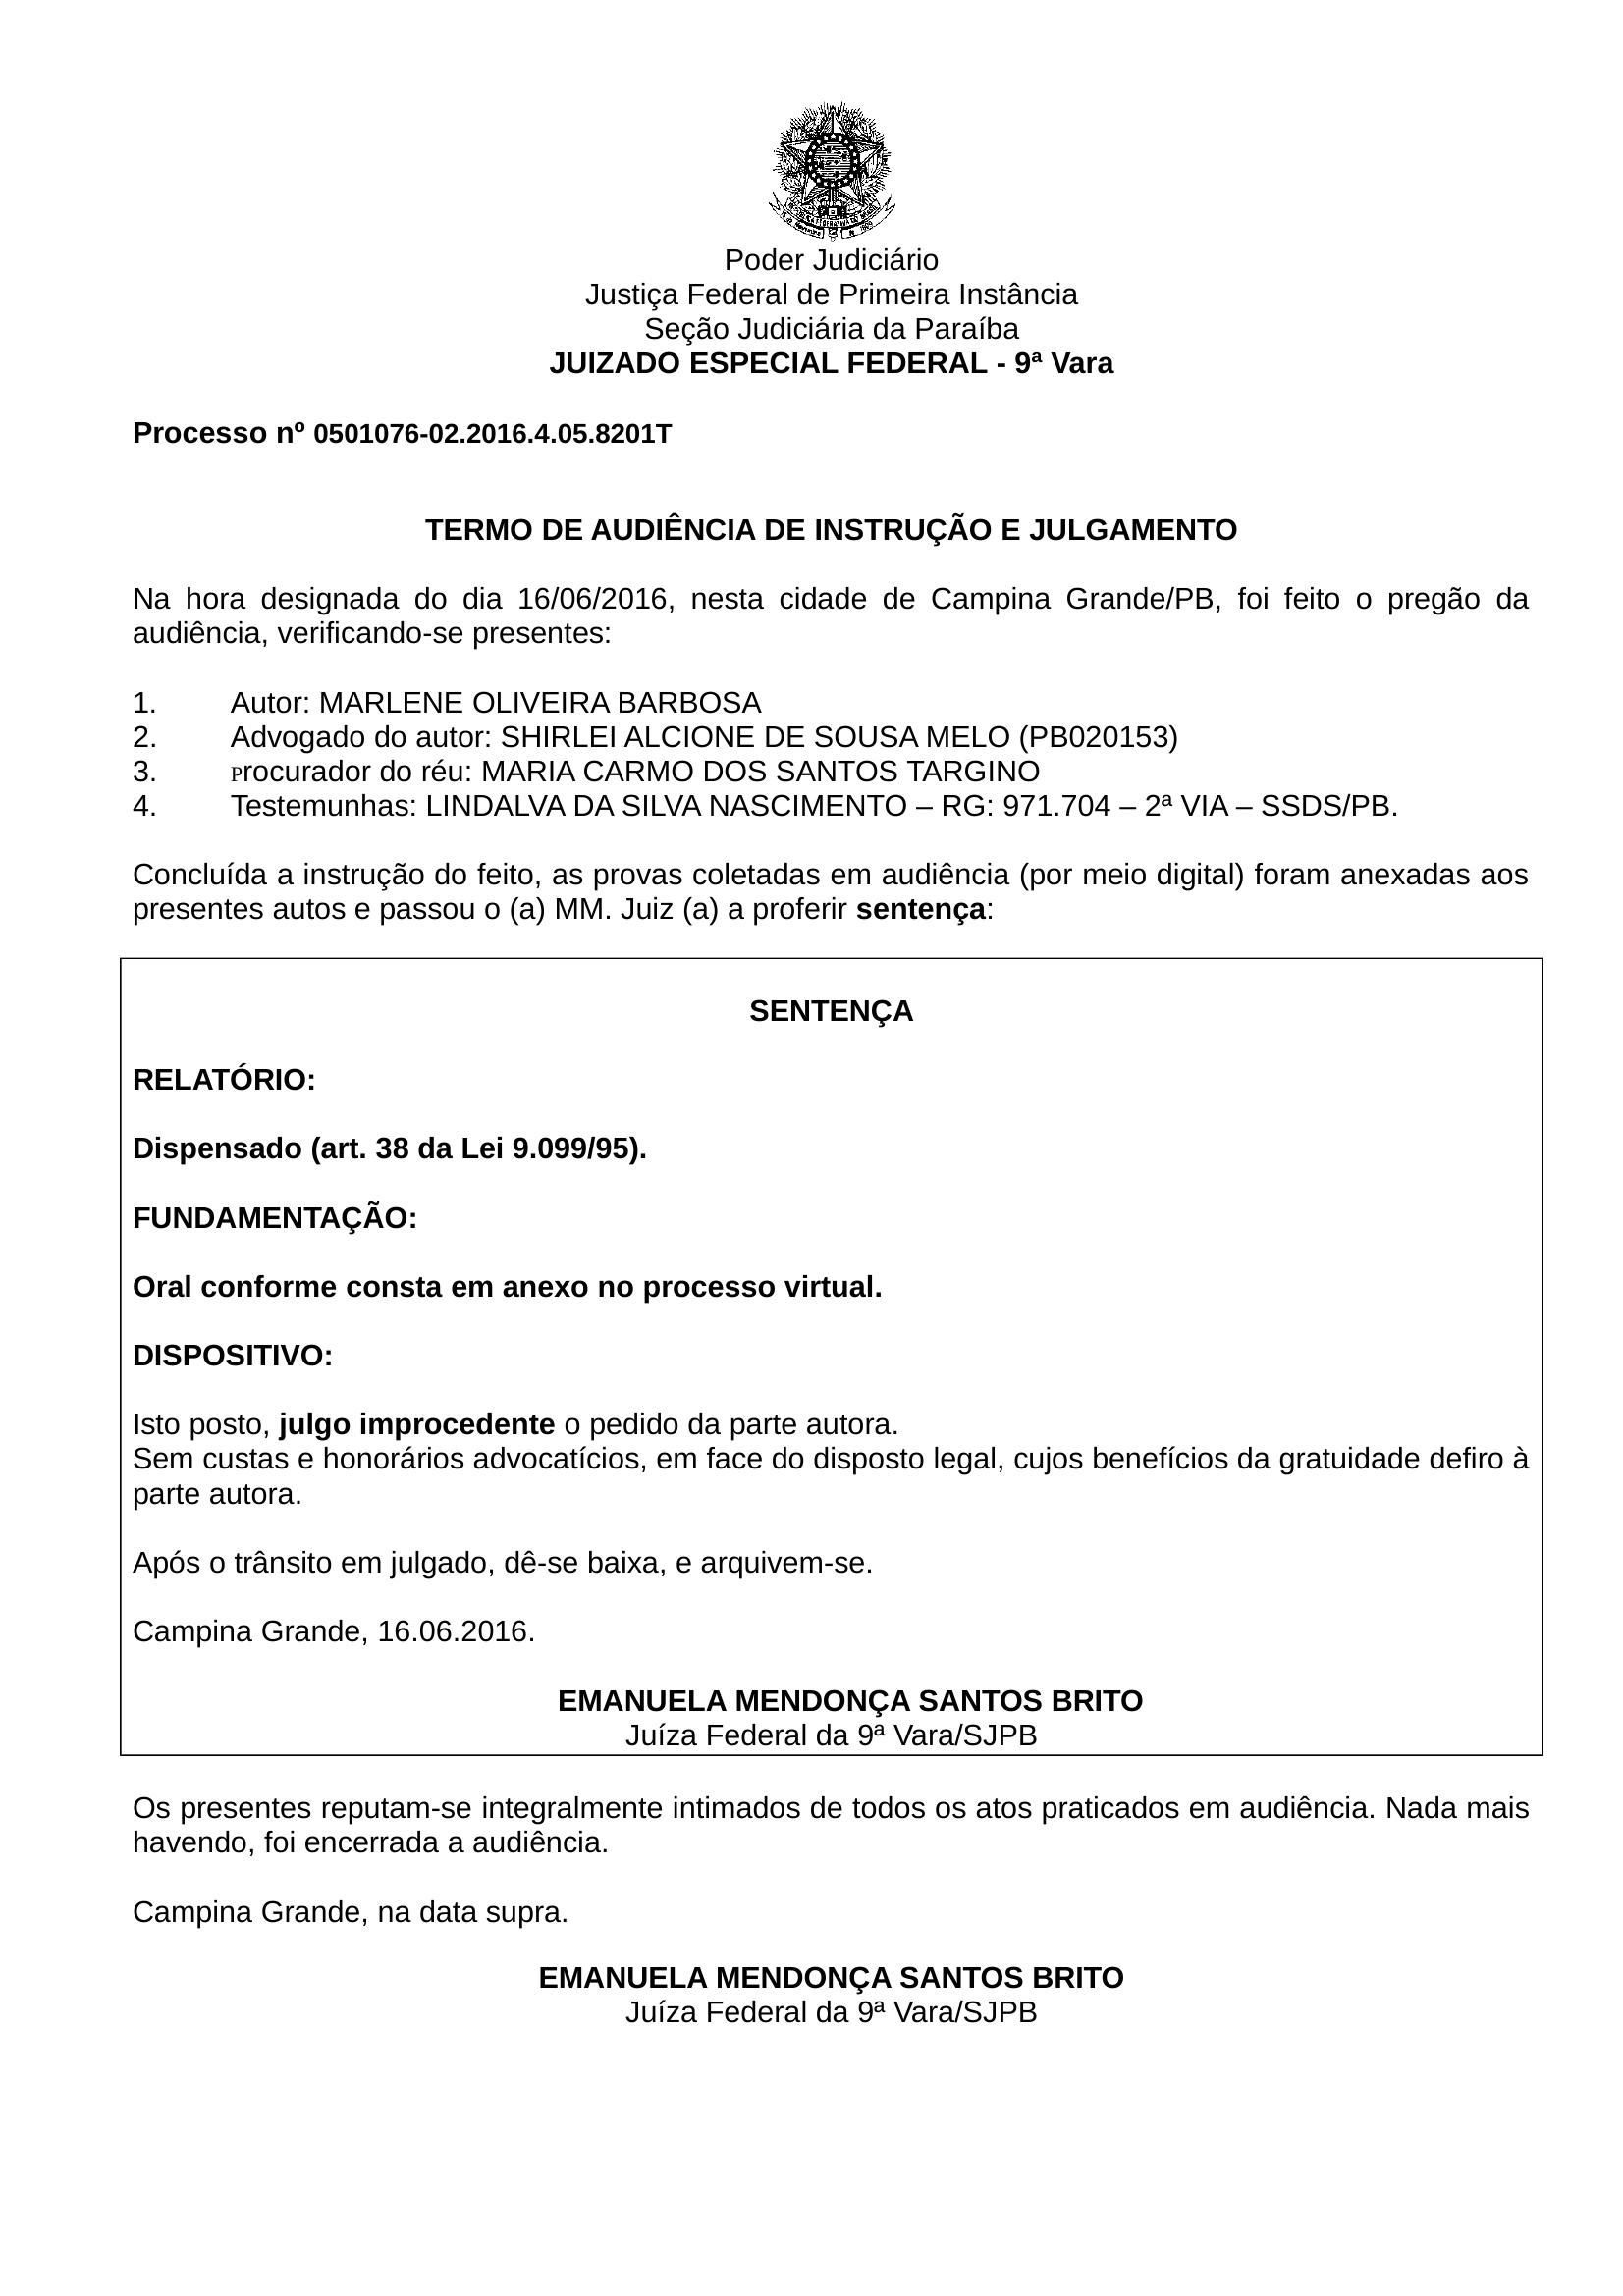 Poder Judiciário
Justiça Federal de Primeira Instância
Seção Judiciária da Paraíba
JUIZADO ESPECIAL FEDERAL - 9ª Vara
Processo nº 0501076-02.2016.4.05.8201T
TERMO DE AUDIÊNCIA DE INSTRUÇÃO E JULGAMENTO
Na hora designada do dia 16/06/2016, nesta cidade de Campina Grande/PB, foi feito o pregão da
audiência, verificando-se presentes:
1. Autor: MARLENE OLIVEIRA BARBOSA
2. Advogado do autor: SHIRLEI ALCIONE DE SOUSA MELO (PB020153)
3. Procurador do réu: MARIA CARMO DOS SANTOS TARGINO
4. Testemunhas: LINDALVA DA SILVA NASCIMENTO – RG: 971.704 – 2ª VIA – SSDS/PB.
Concluída a instrução do feito, as provas coletadas em audiência (por meio digital) foram anexadas aos
presentes autos e passou o (a) MM. Juiz (a) a proferir sentença:
SENTENÇA
RELATÓRIO:
Dispensado (art. 38 da Lei 9.099/95).
FUNDAMENTAÇÃO:
Oral conforme consta em anexo no processo virtual.
DISPOSITIVO:
Isto posto, julgo improcedente o pedido da parte autora.
Sem custas e honorários advocatícios, em face do disposto legal, cujos benefícios da gratuidade defiro à
parte autora.
Após o trânsito em julgado, dê-se baixa, e arquivem-se.
Campina Grande, 16.06.2016.
EMANUELA MENDONÇA SANTOS BRITO
Juíza Federal da 9ª Vara/SJPB
Os presentes reputam-se integralmente intimados de todos os atos praticados em audiência. Nada mais
havendo, foi encerrada a audiência.
Campina Grande, na data supra.
EMANUELA MENDONÇA SANTOS BRITO
Juíza Federal da 9ª Vara/SJPB